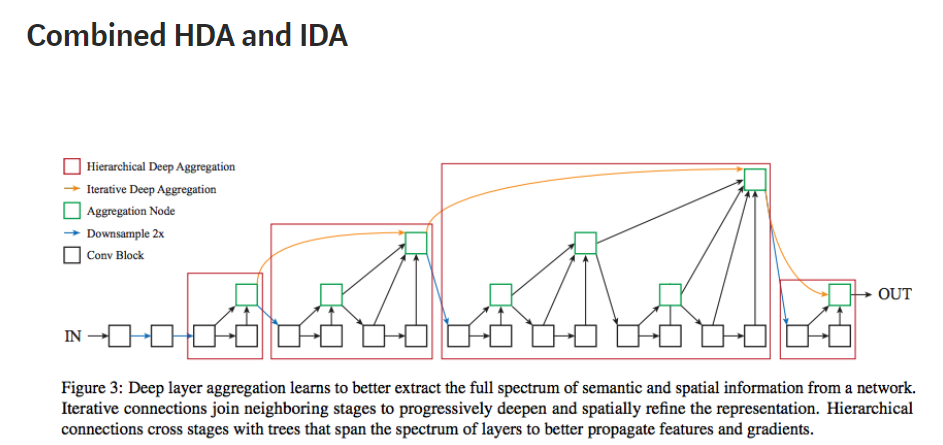 Combined HDA and IDA
Hierarchical Deep Aggregation
Iterative Deep Aggregation
Aggregation Node
Downsample 2x
Conv Block
IN
OUT
Figure 3: Deep layer aggregation learns to better extract the full spectrum of semantic and spatial information from a network.
Iterative connections join neighboring stages to progressively deepen and spatially refine the representation. Hierarchical
connections cross stages with trees that span the spectrum of layers to better propagate features and gradients.